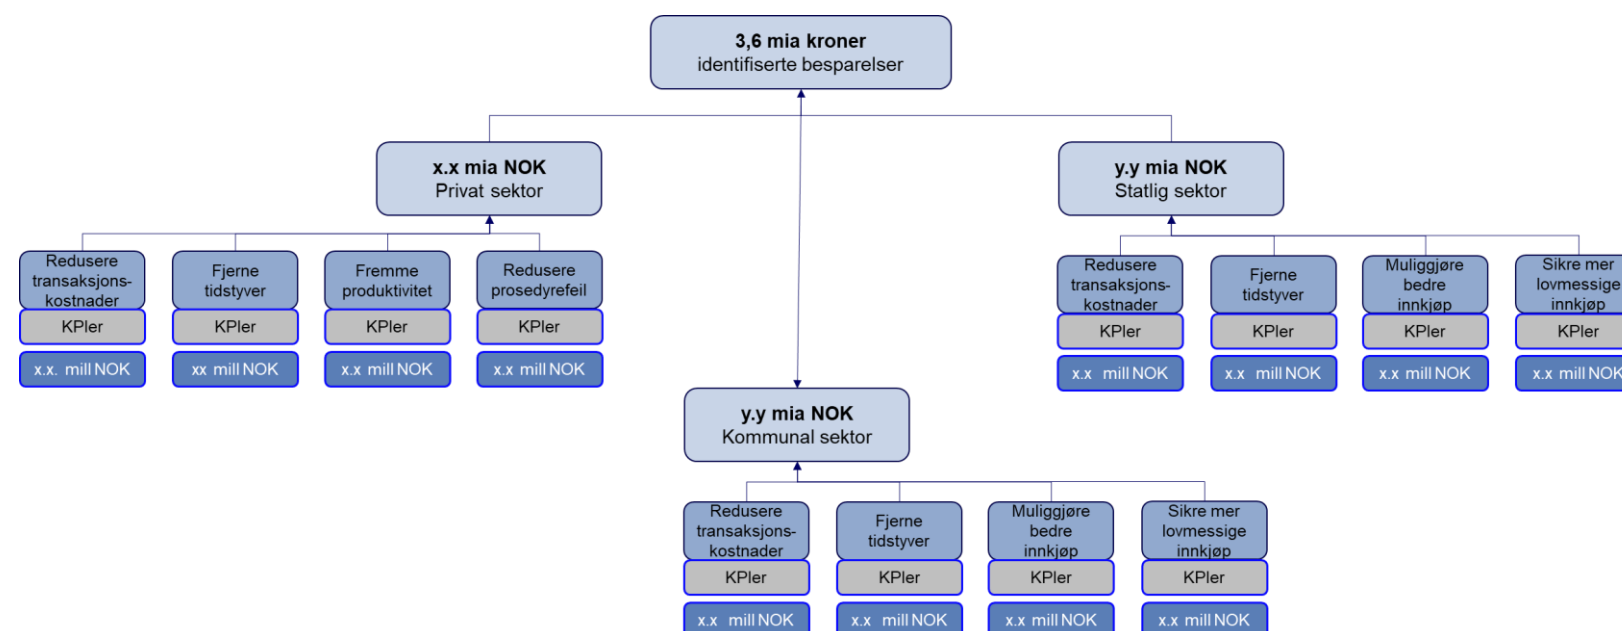 3,6 mia kroner
identifiserte besparelser
x.x mia NOK
Privat sektor
y.y mia NOK
Statlig sektor
Redusere
transaksjons-
kostnader
KPIer
x.x. mill NOK
Fjerne
tidstyver
KPIer
xx mill NOK
Fremme
produktivitet
KPIer
x.x mill NOK
Redusere
prosedyrefeil
KPIer
x.x mill NOK
Redusere
transaksjons-
kostnader
KPIer
x.x mill NOK
Fjerne
tidstyver
KPIer
x.x mill NOK
Muliggjøre
bedre
innkjøp
KPIer
x.x mill NOK
Sikre mer
lovmessige
innkjøp
KPIer
x.x mill NOK
y.y mia NOK
Kommunal sektor
Redusere
transaksjons-
kostnader
KPIer
x.x mill NOK
Fjerne
tidstyver
KPIer
x.x mill NOK
Muliggjøre
bedre
innkjøp
KPIer
x.x mill NOK
Sikre mer
lovmessige
innkjøp
KPIer
x.x mill NOK